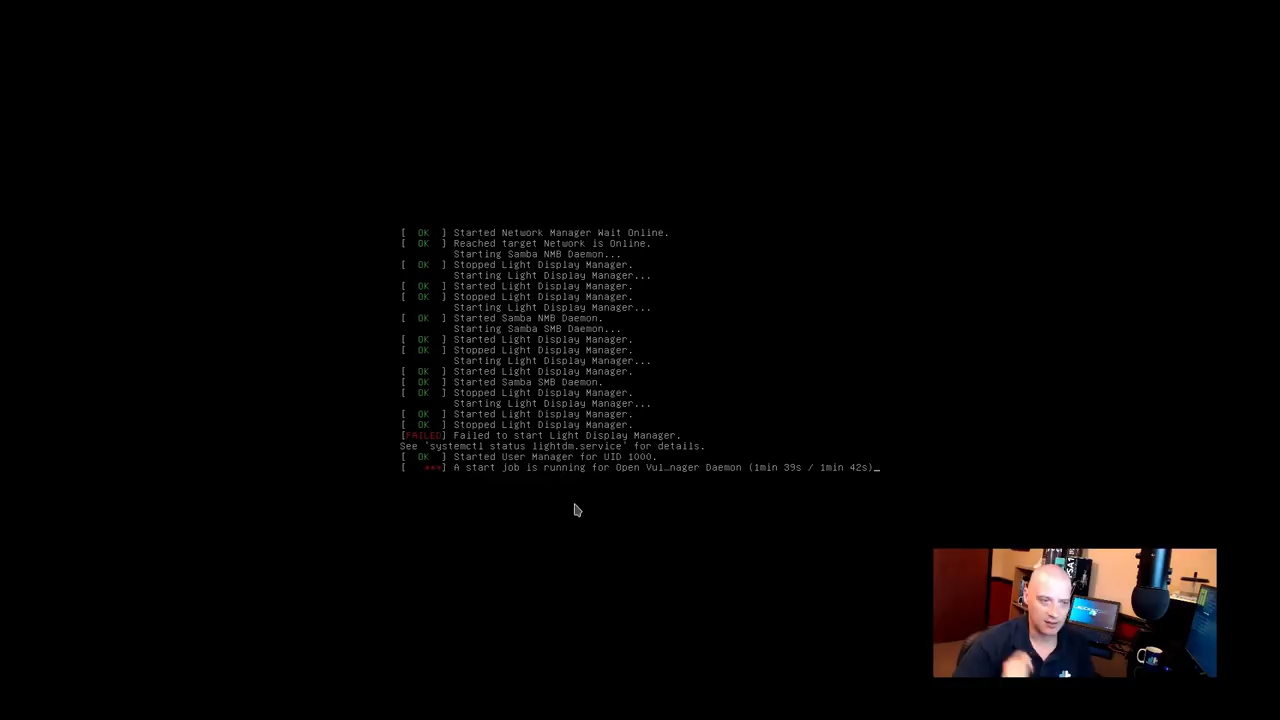 [  OK  ] Started Network Manager Wait Online.
[  OK  ] Reached target Network is Online.
Starting Samba NMB Daemon...
[  OK  ] Stopped Light Display Manager.
Starting Light Display Manager...
[  OK  ] Started Light Display Manager.
[  OK  ] Stopped Light Display Manager.
Starting Light Display Manager...
[  OK  ] Started Samba NMB Daemon.
Starting Samba SMB Daemon...
[  OK  ] Started Light Display Manager.
[  OK  ] Stopped Light Display Manager.
Starting Light Display Manager...
[  OK  ] Started Light Display Manager.
[  OK  ] Started Samba SMB Daemon.
[  OK  ] Stopped Light Display Manager.
Starting Light Display Manager...
[  OK  ] Started Light Display Manager.
[  OK  ] Stopped Light Display Manager.
[FAILED] Failed to start Light Display Manager.
See 'systemctl status lightdm.service' for details.
[  OK  ] Started User Manager for UID 1000.
[   ***] A start job is running for Open Vul…nager Daemon (1min 39s / 1min 42s)_